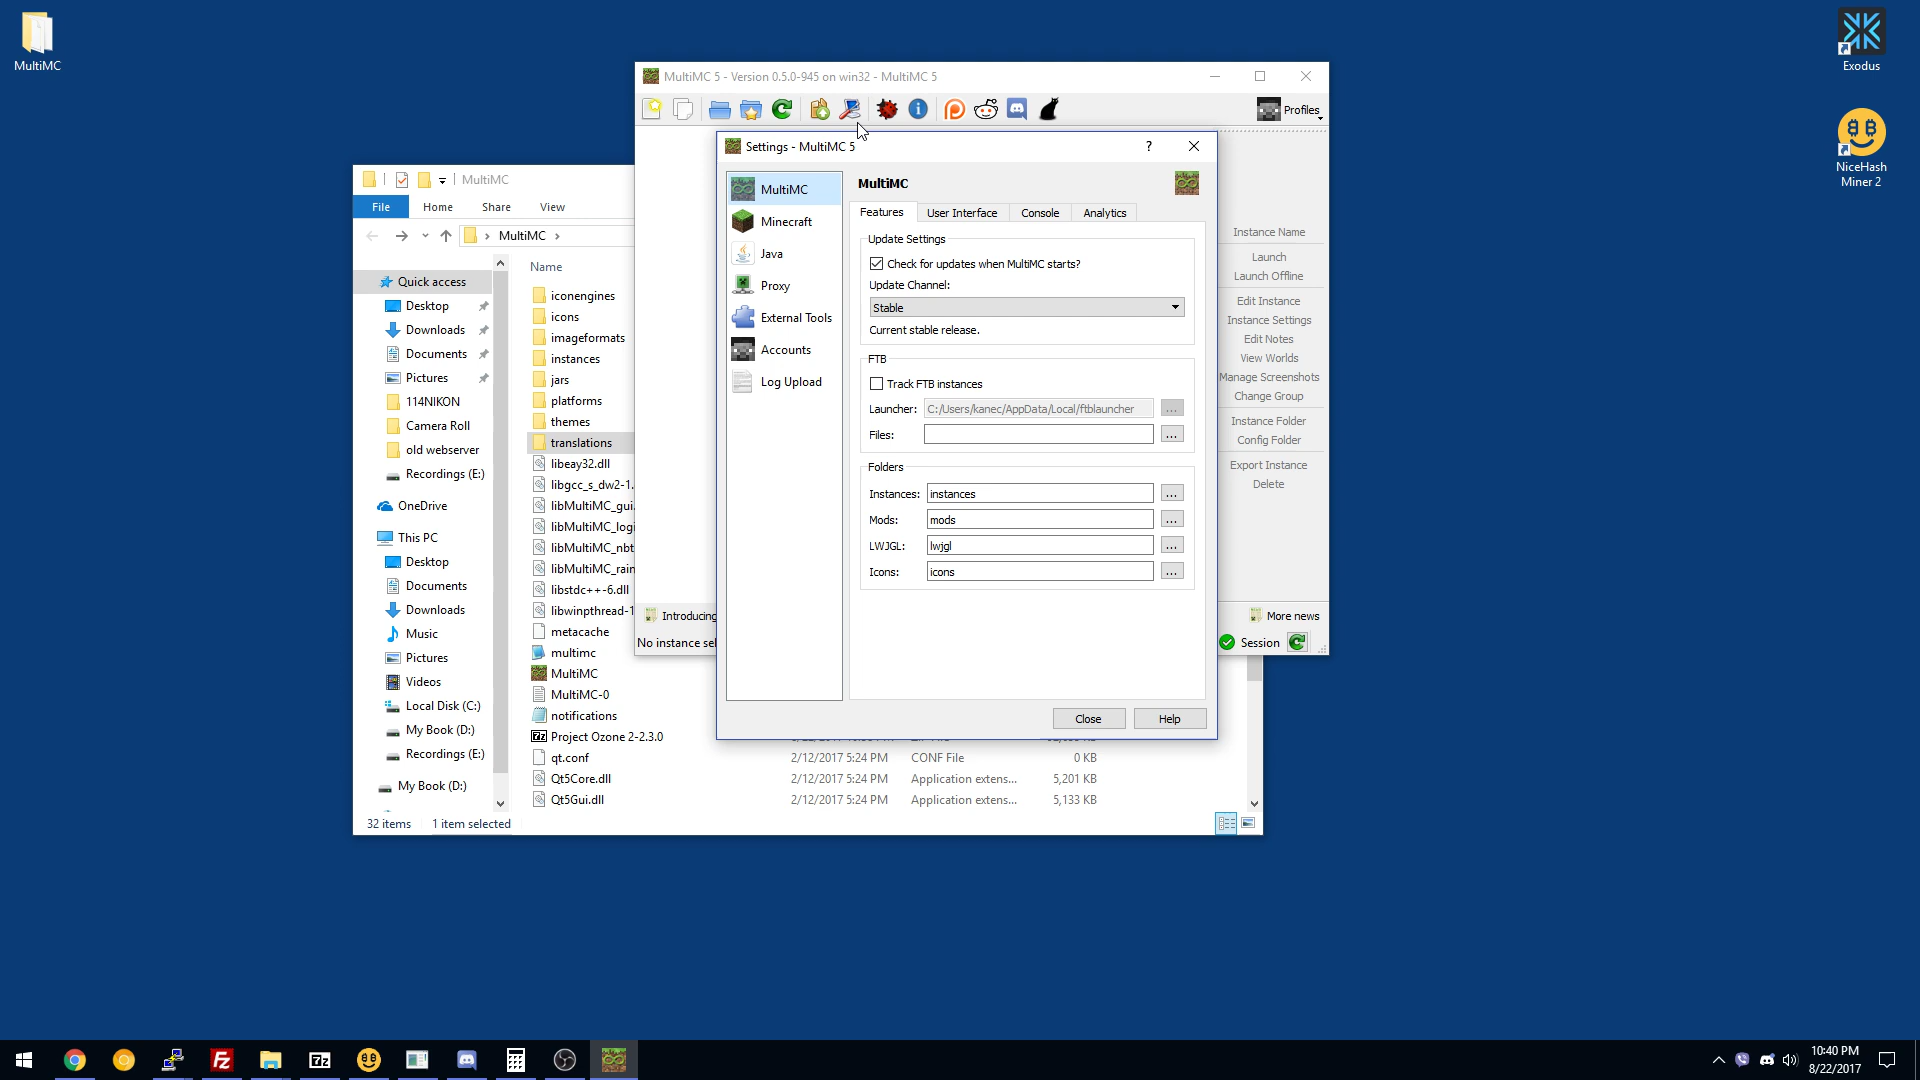 MultiMC
Exodus
NiceHash
Miner 2
MultiMC 5 - Version 0.5.0-945 on win32 - MultiMC 5
Profiles
Settings - MultiMC 5
?
MultiMC
Minecraft
Java
Proxy
External Tools
Accounts
Log Upload
MultiMC
Features
User Interface
Console
Analytics
Update Settings
Check for updates when MultiMC starts?
Update Channel:
Stable
Current stable release.
FTB
Track FTB instances
Launcher: C:/Users/kanec/AppData/Local/ftblauncher ...
Files: ...
Folders
Instances: instances ...
Mods: mods ...
LWJGL: lwjgl ...
Icons: icons ...
Close
Help
Instance Name
Launch
Launch Offline
Edit Instance
Instance Settings
Edit Notes
View Worlds
Manage Screenshots
Change Group
Instance Folder
Config Folder
Export Instance
Delete
Introducing
More news
No instance sel
Session
MultiMC
File
Home
Share
View
MultiMC
Quick access
Desktop
Downloads
Documents
Pictures
114NIKON
Camera Roll
old webserver
Recordings (E:)
OneDrive
This PC
Desktop
Documents
Downloads
Music
Pictures
Videos
Local Disk (C:)
My Book (D:)
Recordings (E:)
My Book (D:)
Name
iconengines
icons
imageformats
instances
jars
platforms
themes
translations
libeay32.dll
libgcc_s_dw2-1.
libMultiMC_gui.
libMultiMC_logi
libMultiMC_nbt
libMultiMC_rain
libstdc++-6.dll
libwinpthread-1
metacache
multimc
MultiMC
MultiMC-0
notifications
Project Ozone 2-2.3.0
qt.conf 2/12/2017 5:24 PM CONF File 0 KB
Qt5Core.dll 2/12/2017 5:24 PM Application extens... 5,201 KB
Qt5Gui.dll 2/12/2017 5:24 PM Application extens... 5,133 KB
32 items
1 item selected
7z
10:40 PM
8/22/2017